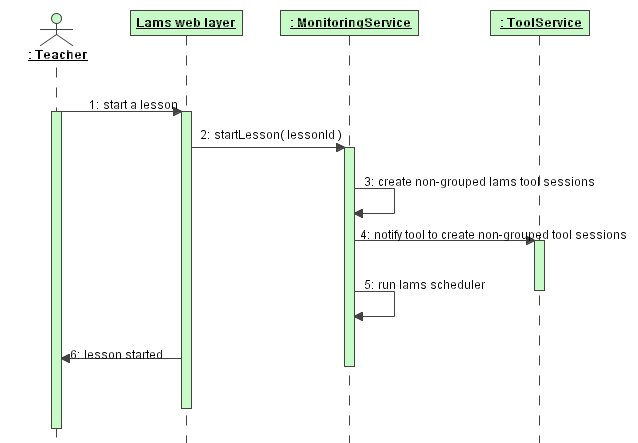 Lams web layer
: MonitoringService
: ToolService
: Teacher
1: start a lesson
2: startLesson( lessonId )
3: create non-grouped lams tool sessions
4: notify tool to create non-grouped tool sessions
5: run lams scheduler
6: lesson started